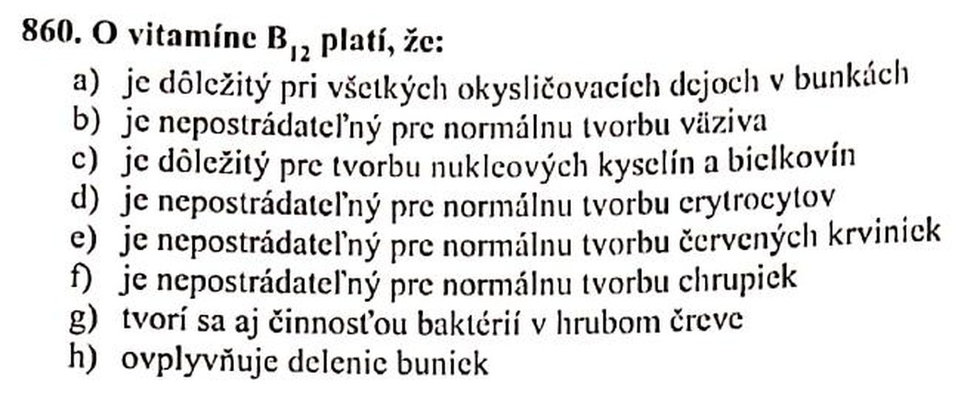 860. O vitamíne B₁₂ platí, že:
a) je dôležitý pri všetkých okysličovacích dejoch v bunkách
b) je nepostrádateľný pre normálnu tvorbu väziva
c) je dôležitý pre tvorbu nukleových kyselín a bielkovín
d) je nepostrádateľný pre normálnu tvorbu erytrocytov
e) je nepostrádateľný pre normálnu tvorbu červených krviniek
f) je nepostrádateľný pre normálnu tvorbu chrupiek
g) tvorí sa aj činnosťou baktérií v hrubom čreve
h) ovplyvňuje delenie buniek